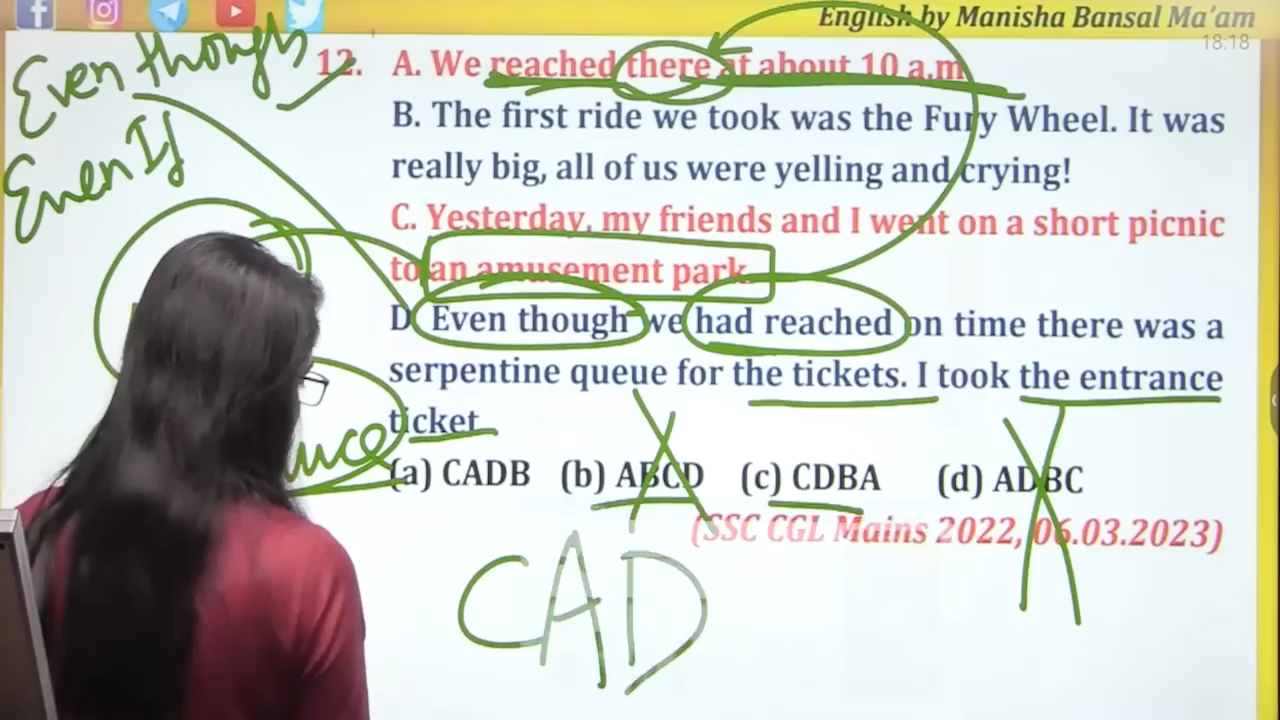 English by Manisha Bansal Ma'am
18:18
Even though
Even If
12. A. We reached there at about 10 a.m
B. The first ride we took was the Fury Wheel. It was
really big, all of us were yelling and crying!
C. Yesterday, my friends and I went on a short picnic
to an amusement park
D Even though we had reached on time there was a
serpentine queue for the tickets. I took the entrance
ticket
(a) CADB (b) ABCD (c) CDBA (d) ADBC
(SSC CGL Mains 2022, 06.03.2023)
CAD